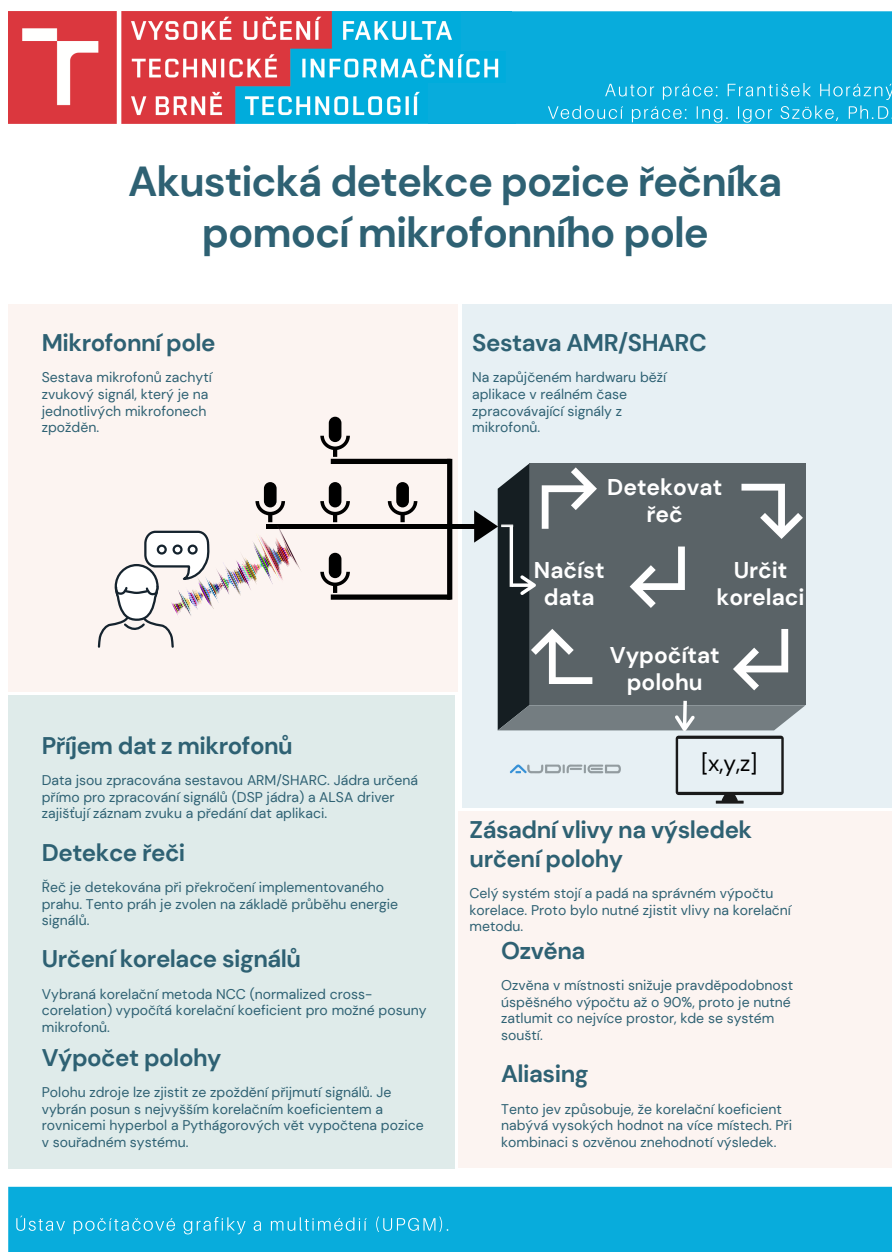 VYSOKÉ UČENÍ FAKULTA
TECHNICKÉ INFORMAČNÍCH
V BRNĚ TECHNOLOGIÍ
Autor práce: František Horázný
Vedoucí práce: Ing. Igor Szöke, Ph.D.
Akustická detekce pozice řečníka
pomocí mikrofonního pole
Mikrofonní pole
Sestava mikrofonů zachytí
zvukový signál, který je na
jednotlivých mikrofonech
zpožděn.
Sestava AMR/SHARC
Na zapůjčeném hardwaru běží
aplikace v reálném čase
zpracovávající signály z
mikrofonů.
Detekovat
řeč
Načíst
data
Určit
korelaci
Vypočítat
polohu
AUDIFIED
[x,y,z]
Příjem dat z mikrofonů
Data jsou zpracována sestavou ARM/SHARC. Jádra určená
přímo pro zpracování signálů (DSP jádra) a ALSA driver
zajišťují záznam zvuku a předání dat aplikaci.
Detekce řeči
Řeč je detekována při překročení implementovaného
prahu. Tento práh je zvolen na základě průběhu energie
signálů.
Určení korelace signálů
Vybraná korelační metoda NCC (normalized cross-
corelation) vypočítá korelační koeficient pro možné posuny
mikrofonů.
Výpočet polohy
Polohu zdroje lze zjistit ze zpoždění přijmutí signálů. Je
vybrán posun s nejvyšším korelačním koeficientem a
rovnicemi hyperbol a Pythágorových vět vypočtena pozice
v souřadném systému.
Zásadní vlivy na výsledek
určení polohy
Celý systém stojí a padá na správném výpočtu
korelace. Proto bylo nutné zjistit vlivy na korelační
metodu.
Ozvěna
Ozvěna v místnosti snižuje pravděpodobnost
úspěšného výpočtu až o 90%, proto je nutné
zatlumit co nejvíce prostor, kde se systém
souští.
Aliasing
Tento jev způsobuje, že korelační koeficient
nabývá vysokých hodnot na více místech. Při
kombinaci s ozvěnou znehodnotí výsledek.
Ústav počítačové grafiky a multimédií (UPGM).